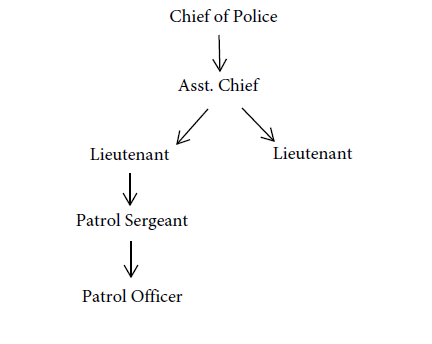 Chief of Police
Asst. Chief
Lieutenant
Lieutenant
Patrol Sergeant
Patrol Officer